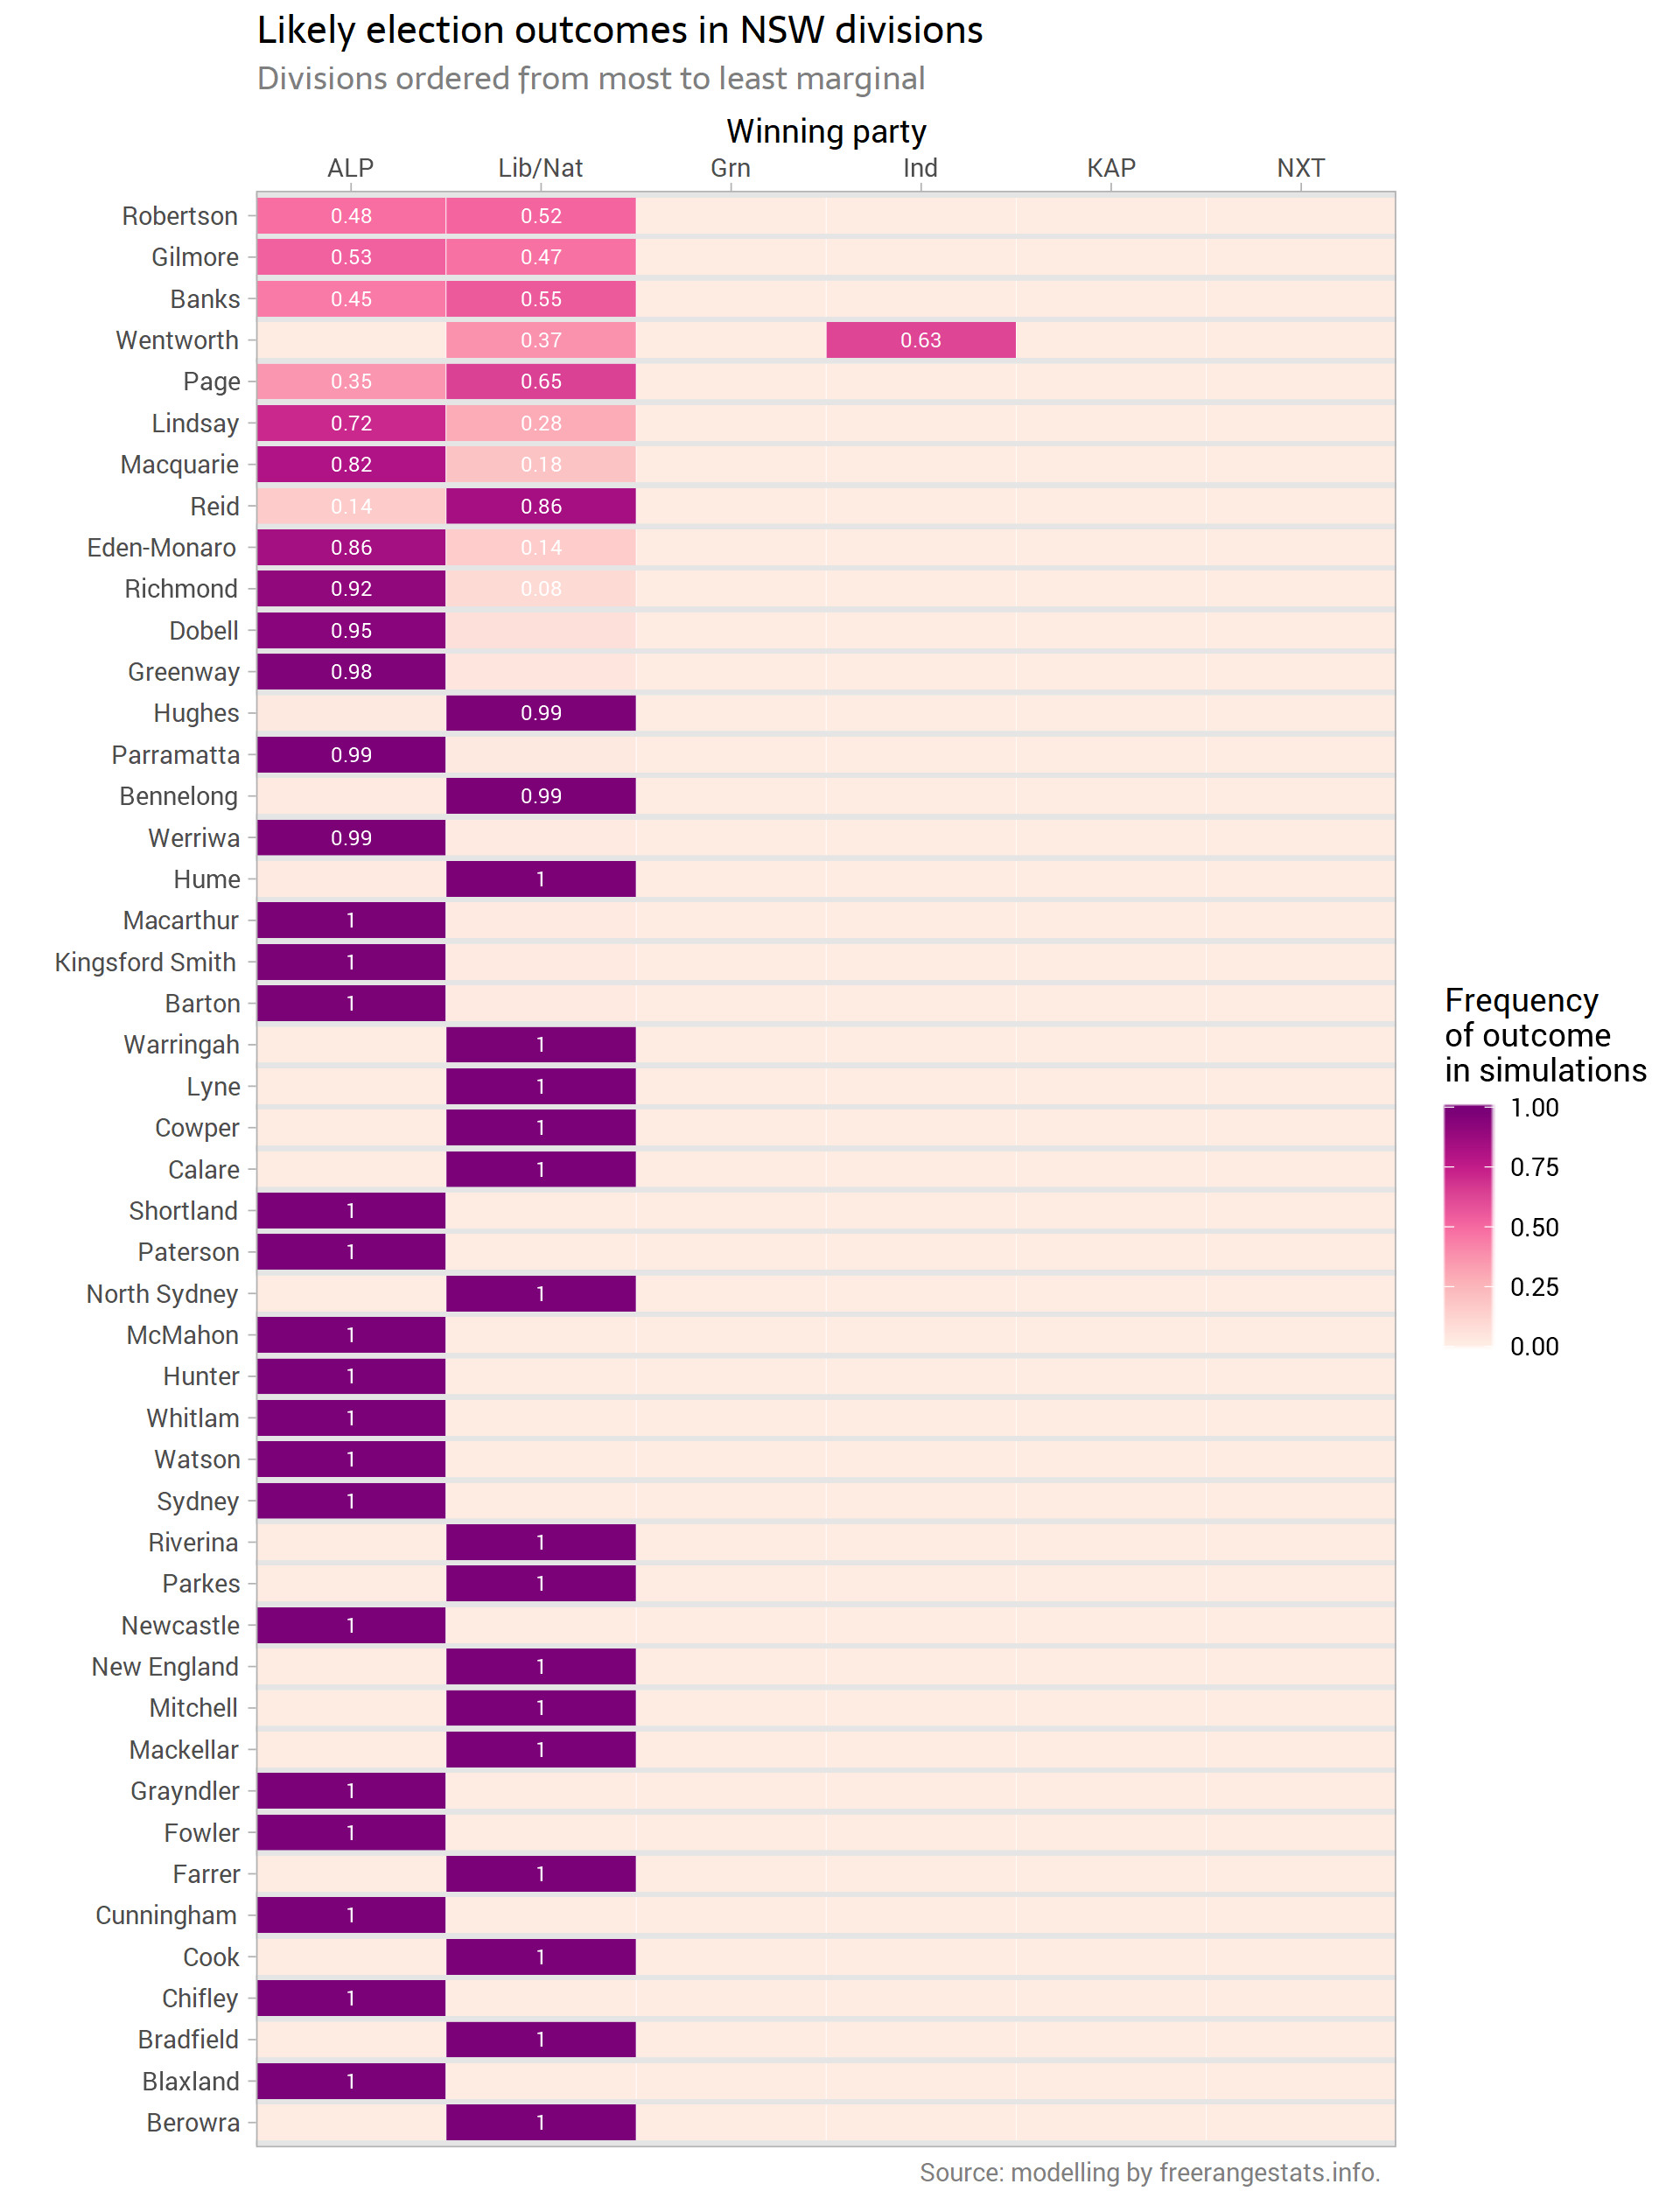 Likely election outcomes in NSW divisions
Divisions ordered from most to least marginal
Winning party
ALP Lib/Nat Grn Ind KAP NXT
Robertson 0.48 0.52
Gilmore 0.53 0.47
Banks 0.45 0.55
Wentworth 0.37 0.63
Page 0.35 0.65
Lindsay 0.72 0.28
Macquarie 0.82 0.18
Reid 0.14 0.86
Eden-Monaro 0.86 0.14
Richmond 0.92 0.08
Dobell 0.95
Greenway 0.98
Hughes 0.99
Parramatta 0.99
Bennelong 0.99
Werriwa 0.99
Hume 1
Macarthur 1
Kingsford Smith 1
Barton 1
Warringah 1
Lyne 1
Cowper 1
Calare 1
Shortland 1
Paterson 1
North Sydney 1
McMahon 1
Hunter 1
Whitlam 1
Watson 1
Sydney 1
Riverina 1
Parkes 1
Newcastle 1
New England 1
Mitchell 1
Mackellar 1
Grayndler 1
Fowler 1
Farrer 1
Cunningham 1
Cook 1
Chifley 1
Bradfield 1
Blaxland 1
Berowra 1
Frequency
of outcome
in simulations
1.00
0.75
0.50
0.25
0.00
Source: modelling by freerangestats.info.